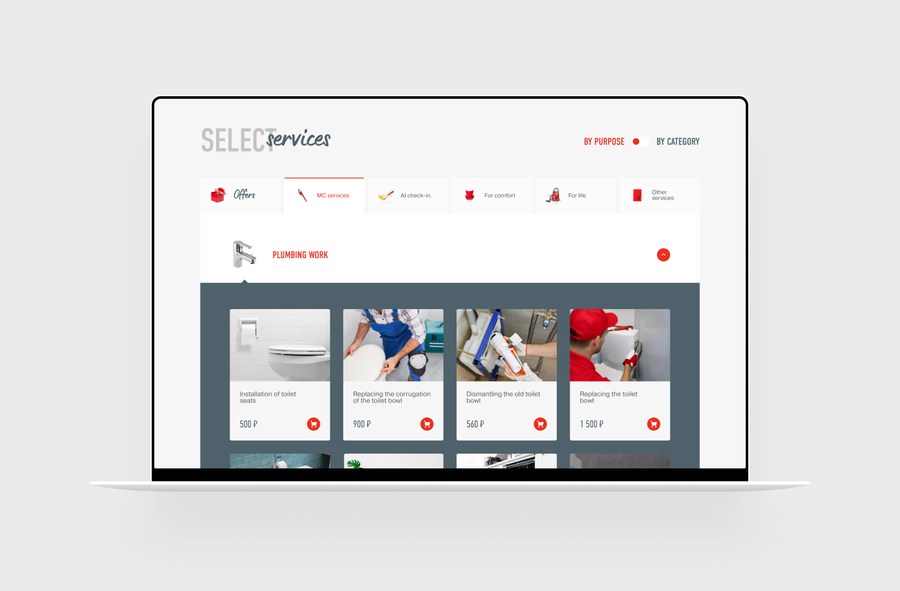 SELECT services
BY PURPOSE
BY CATEGORY
Offers
MC services
At check-in.
For comfort
For life
Other
services
PLUMBING WORK
Installation of toilet
seats
500 ₽
Replacing the corrugation
of the toilet bowl
900 ₽
Dismantling the old toilet
bowl
560 ₽
Replacing the toilet
bowl
1 500 ₽